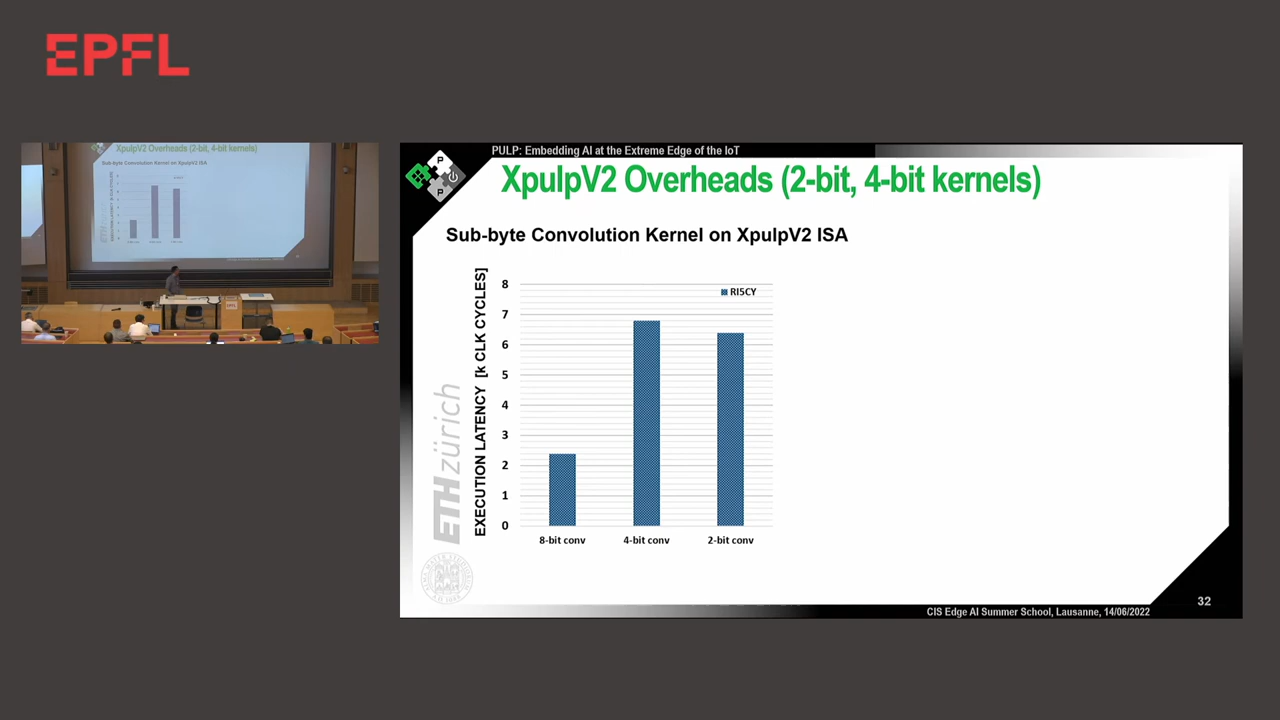 EPFL
PULP: Embedding AI at the Extreme Edge of the IoT
P
P
XpulpV2 Overheads (2-bit, 4-bit kernels)
Sub-byte Convolution Kernel on XpulpV2 ISA
EXECUTION LATENCY [k CLK CYCLES]
8
7
6
5
4
3
2
1
0
RI5CY
8-bit conv
4-bit conv
2-bit conv
ETHzürich
32
CIS Edge AI Summer School, Lausanne, 14/06/2022
XpulpV2 Overheads (2-bit, 4-bit kernels)
Sub-byte Convolution Kernel on XpulpV2 ISA